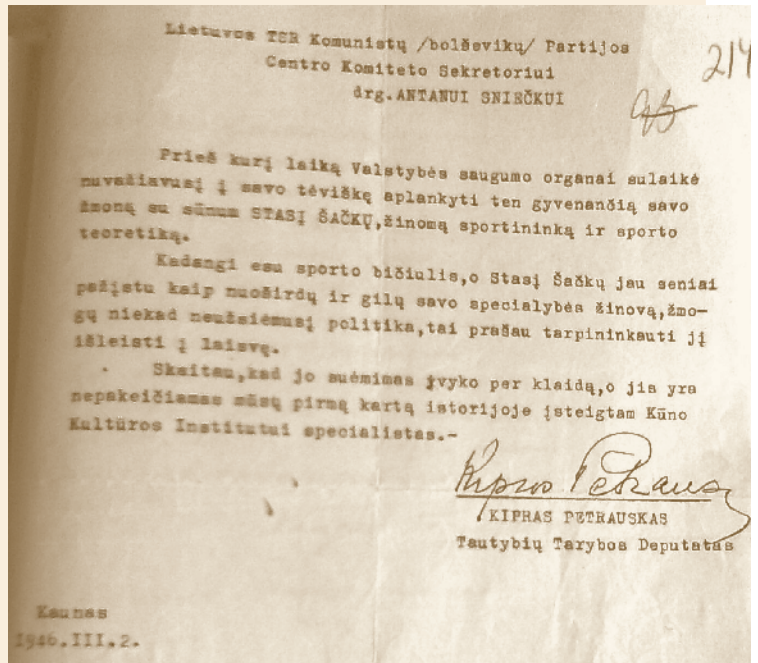 Lietuvos TSR Komunistų /bolševikų/ Partijos
Centro Komiteto Sekretoriui
drg.ANTANUI SNIEČKUI
214
Prieš kurį laiką Valstybės saugumo organai sulaikė
nuvažiavusį į savo tėviškę aplankyti ten gyvenančią savo
žmoną su sūnum STASĮ ŠAČKŲ,žinomą sportininką ir sporto
teoretiką.
Kadangi esu sporto bičiulis,o Stasį Šačkų jau seniai
pažįstu kaip nuoširdų ir gilų savo specialybės žinovą,žmo-
gų niekad neužsiėmusį politika,tai prašau tarpininkauti jį
išleisti į laisvę.
Skaitau,kad jo suėmimas įvyko per klaidą,o jis yra
nepakeičiamas mūsų pirmą kartą istorijoje įsteigtam Kūno
Kultūros Institutui specialistas.-
Kipras Petrauskas
KIPRAS PETRAUSKAS
Tautybių Tarybos Deputatas
Kaunas
1946.III.2.